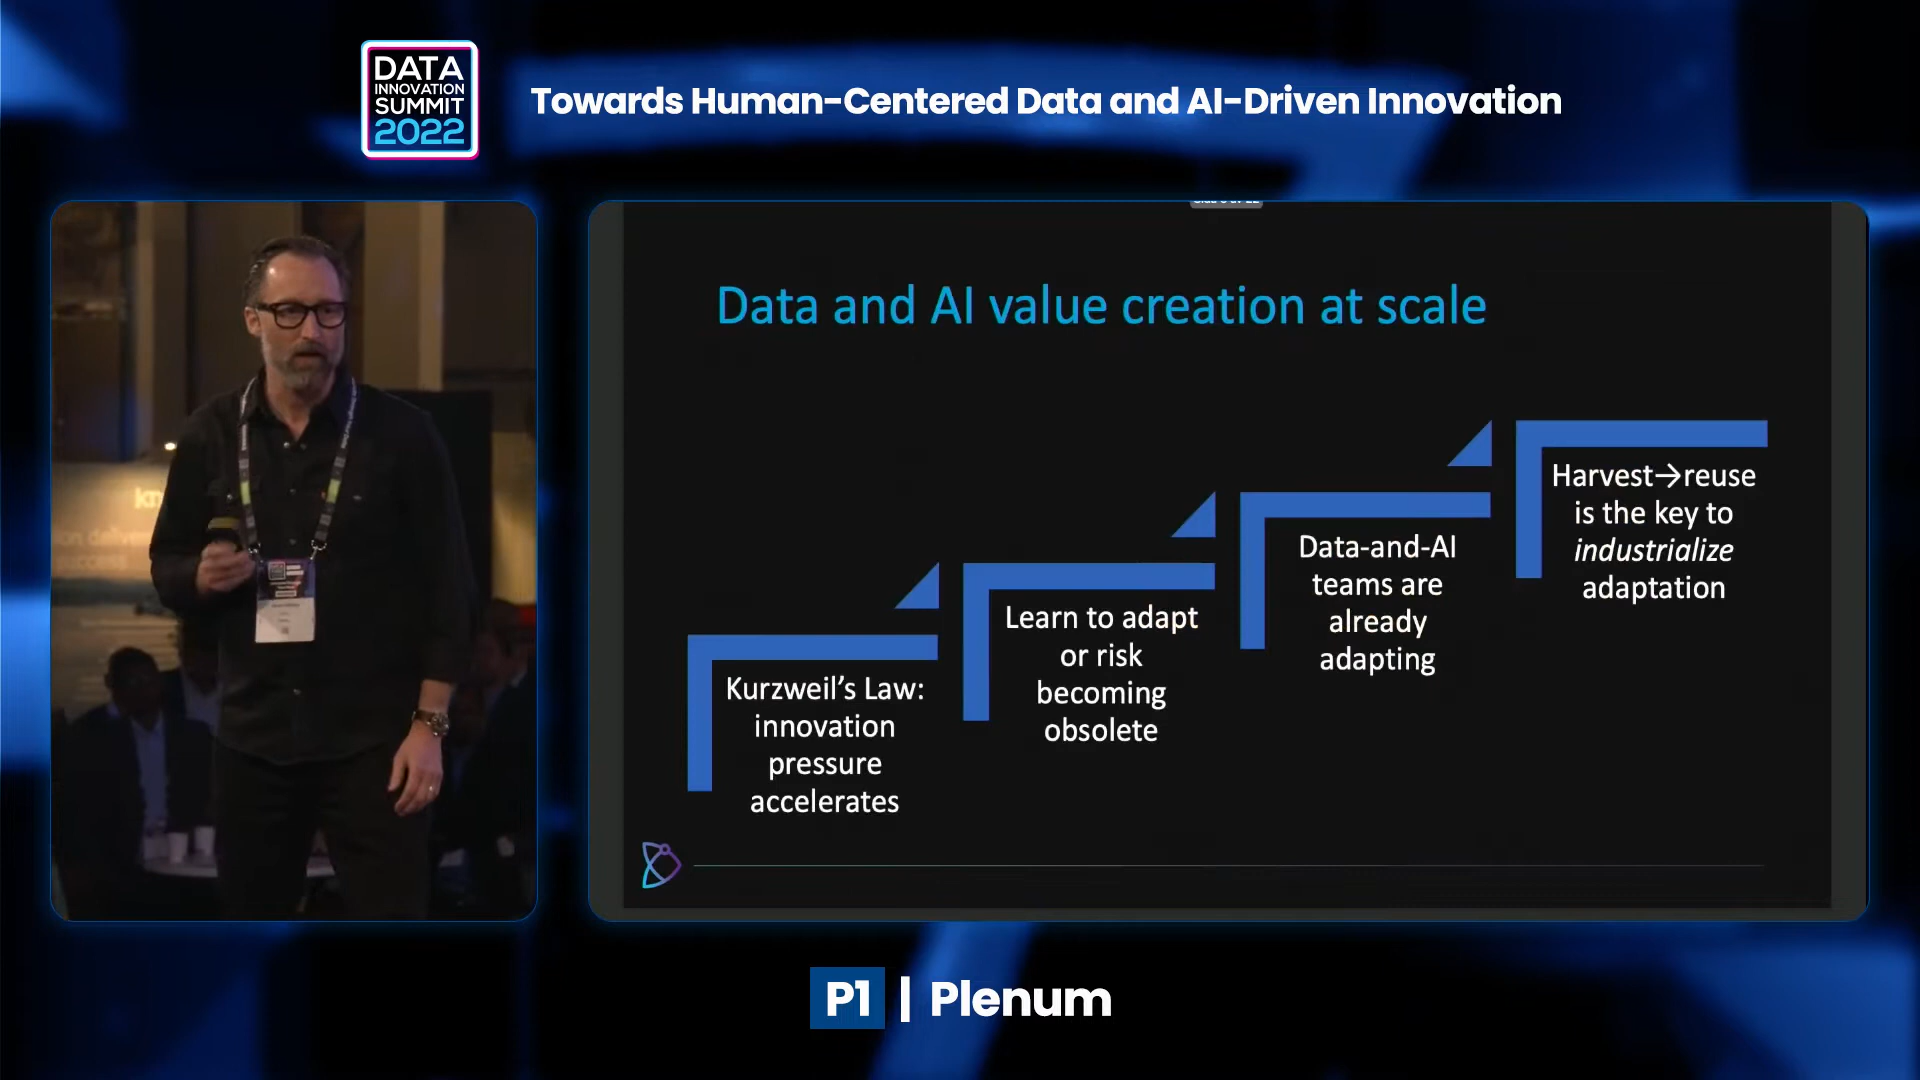 DATA
INNOVATION
SUMMIT
2022
Towards Human-Centered Data and AI-Driven Innovation
Data and AI value creation at scale
Kurzweil's Law:
innovation
pressure
accelerates
Learn to adapt
or risk
becoming
obsolete
Data-and-AI
teams are
already
adapting
Harvest→reuse
is the key to
industrialize
adaptation
P1 | Plenum